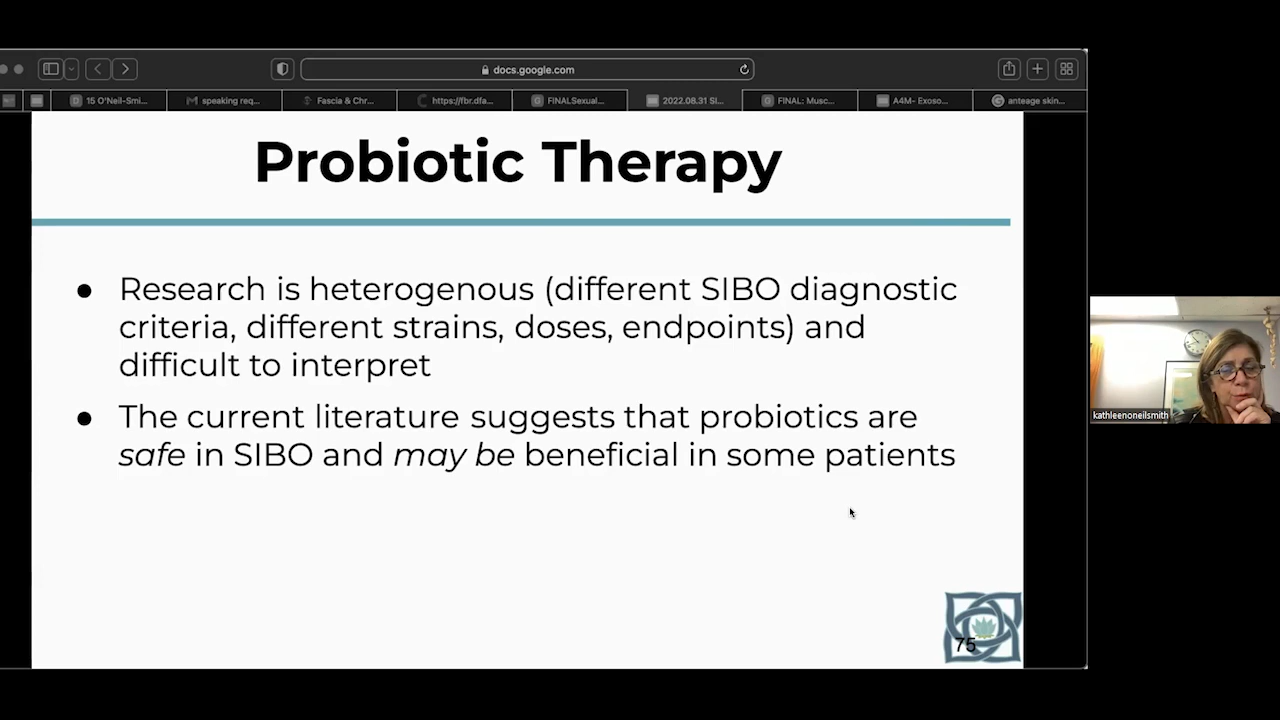 docs.google.com
15 O'Neil-Smi...
speaking req...
Fascia & Chr...
https://fbr.dfa...
FINALSexual...
2022.08.31 SI...
FINAL: Musc...
A4M- Exoso...
anteage skin...
Probiotic Therapy
● Research is heterogenous (different SIBO diagnostic
criteria, different strains, doses, endpoints) and
difficult to interpret
● The current literature suggests that probiotics are
safe in SIBO and may be beneficial in some patients
kathleenoneilsmith
75